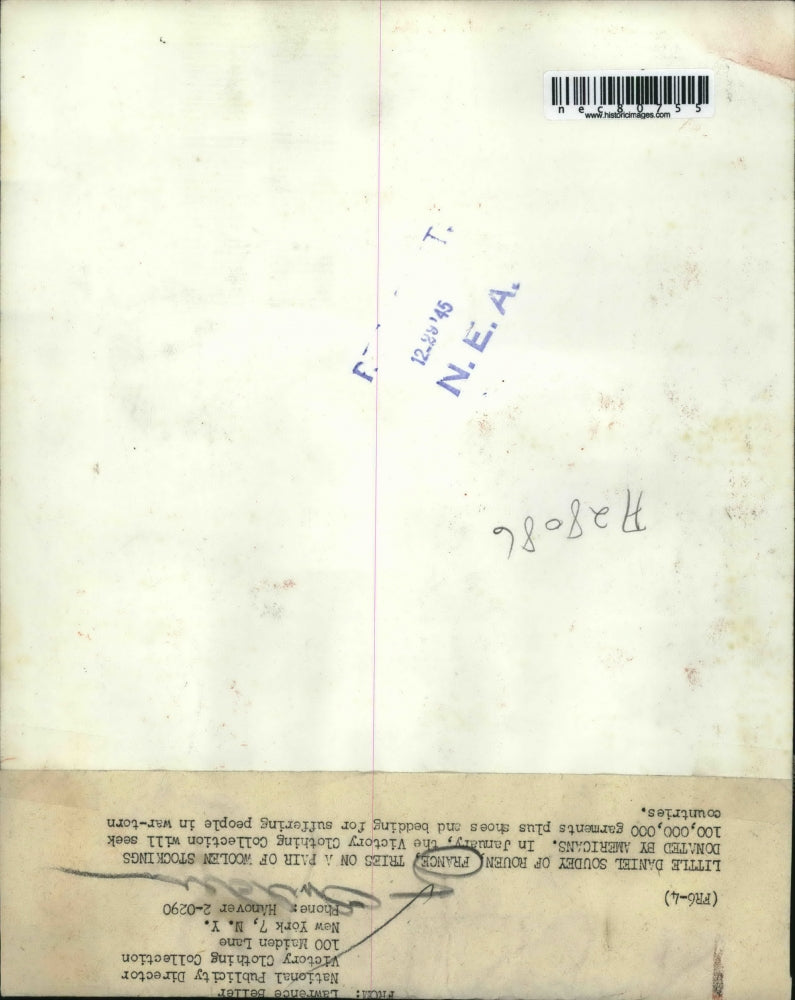 nec80755
www.historicimages.com
T.
12-29'45
N. E. A.
A28086
FROM: Lawrence Beller
National Publicity Director
Victory Clothing Collection
100 Maiden Lane
New York 7, N. Y.
Phone: HAnover 2-0290
(FR6-4)
LITTLE DANIEL SOUDEY OF ROUEN, FRANCE, TRIES ON A PAIR OF WOOLEN STOCKINGS
DONATED BY AMERICANS. In January, the Victory Clothing Collection will seek
100,000,000 garments plus shoes and bedding for suffering people in war-torn
countries.